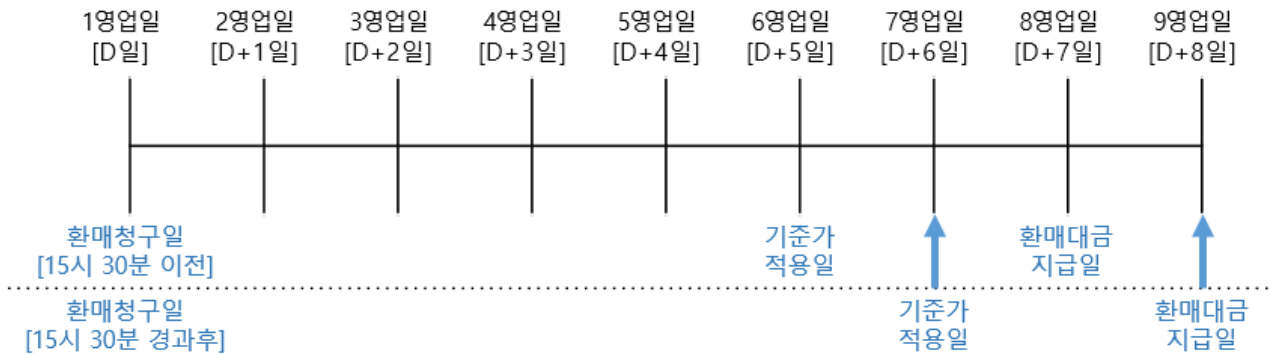 1영업일 2영업일 3영업일 4영업일 5영업일 6영업일 7영업일 8영업일 9영업일
[D일] [D+1일] [D+2일] [D+3일] [D+4일] [D+5일] [D+6일] [D+7일] [D+8일]
환매청구일 기준가 환매대금
[15시 30분 이전] 적용일 지급일
환매청구일 기준가 환매대금
[15시 30분 경과후] 적용일 지급일